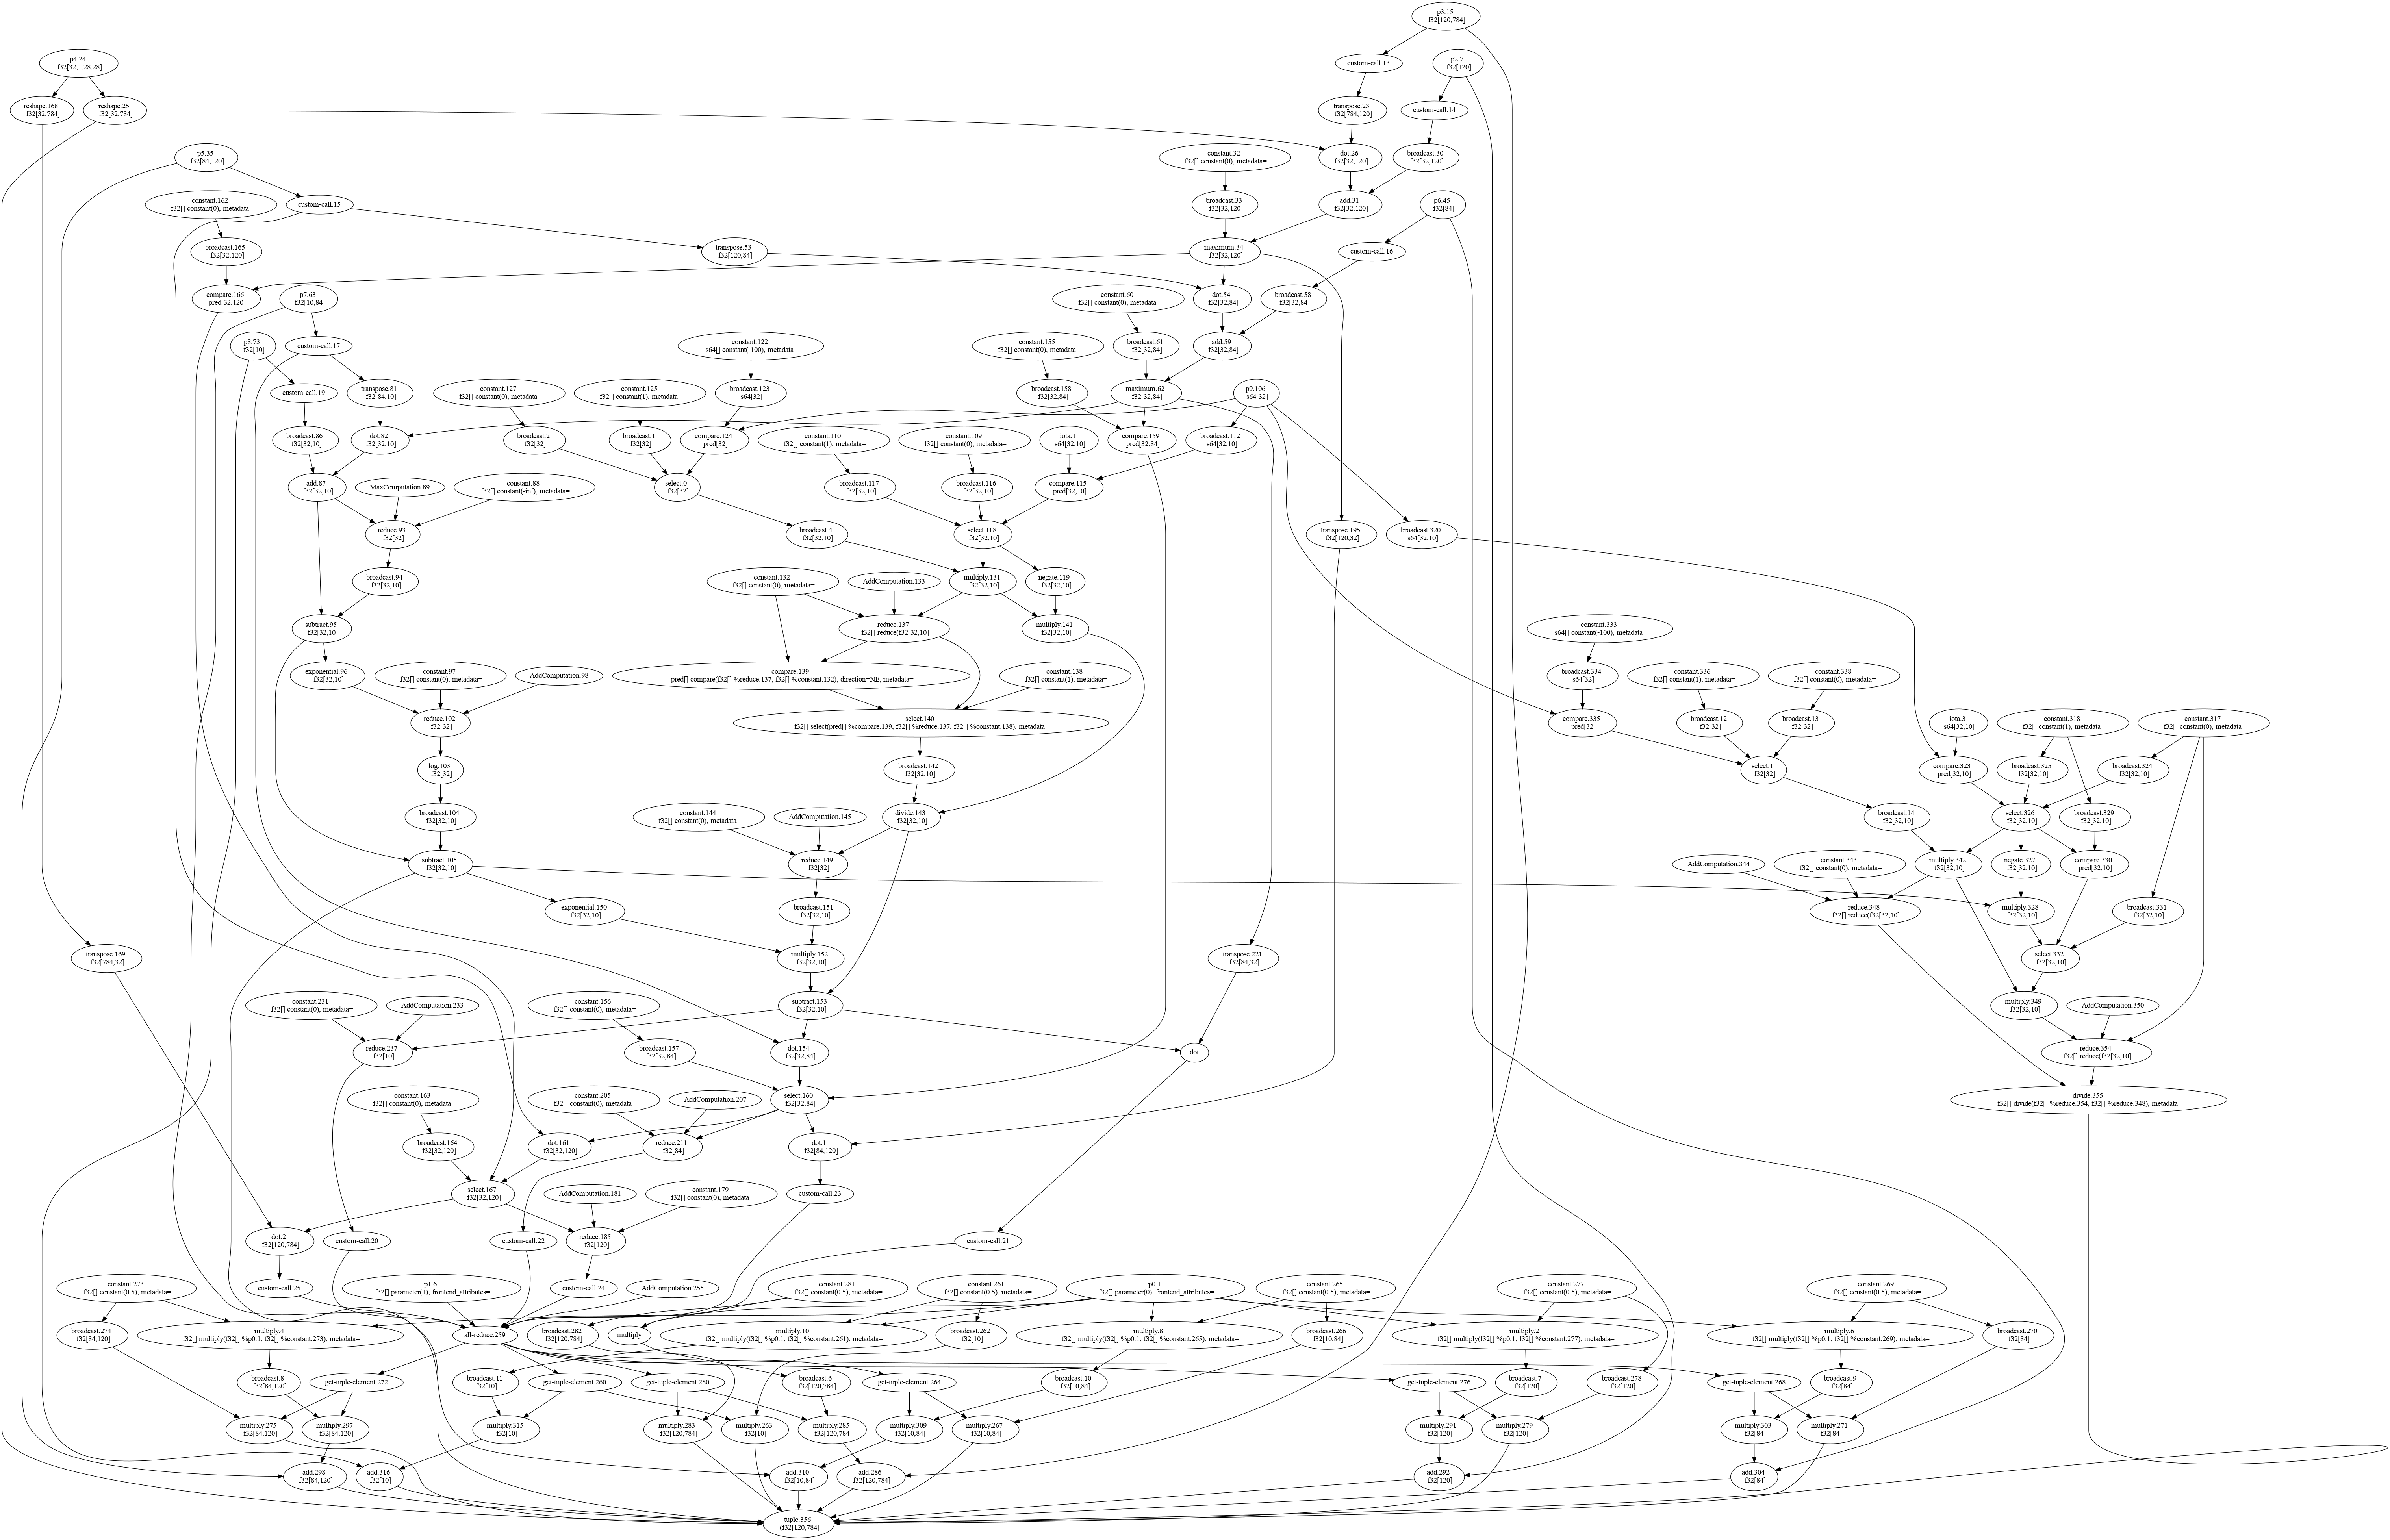 p3.15
f32[120,784]
p4.24
f32[32,1,28,28]
custom-call.13
p2.7
f32[120]
reshape.168
f32[32,784]
reshape.25
f32[32,784]
transpose.23
f32[784,120]
custom-call.14
p5.35
f32[84,120]
constant.32
f32[] constant(0), metadata=
dot.26
f32[32,120]
broadcast.30
f32[32,120]
constant.162
f32[] constant(0), metadata=
custom-call.15
broadcast.33
f32[32,120]
add.31
f32[32,120]
p6.45
f32[84]
broadcast.165
f32[32,120]
transpose.53
f32[120,84]
maximum.34
f32[32,120]
custom-call.16
compare.166
pred[32,120]
p7.63
f32[10,84]
constant.60
f32[] constant(0), metadata=
dot.54
f32[32,84]
broadcast.58
f32[32,84]
p8.73
f32[10]
custom-call.17
constant.122
s64[] constant(-100), metadata=
constant.155
f32[] constant(0), metadata=
broadcast.61
f32[32,84]
add.59
f32[32,84]
custom-call.19
transpose.81
f32[84,10]
constant.127
f32[] constant(0), metadata=
constant.125
f32[] constant(1), metadata=
broadcast.123
s64[32]
broadcast.158
f32[32,84]
maximum.62
f32[32,84]
p9.106
s64[32]
broadcast.86
f32[32,10]
dot.82
f32[32,10]
broadcast.2
f32[32]
broadcast.1
f32[32]
compare.124
pred[32]
constant.110
f32[] constant(1), metadata=
constant.109
f32[] constant(0), metadata=
iota.1
s64[32,10]
compare.159
pred[32,84]
broadcast.112
s64[32,10]
add.87
f32[32,10]
MaxComputation.89
constant.88
f32[] constant(-inf), metadata=
select.0
f32[32]
broadcast.117
f32[32,10]
broadcast.116
f32[32,10]
compare.115
pred[32,10]
reduce.93
f32[32]
broadcast.4
f32[32,10]
select.118
f32[32,10]
transpose.195
f32[120,32]
broadcast.320
s64[32,10]
broadcast.94
f32[32,10]
constant.132
f32[] constant(0), metadata=
AddComputation.133
multiply.131
f32[32,10]
negate.119
f32[32,10]
subtract.95
f32[32,10]
reduce.137
f32[] reduce(f32[32,10]
multiply.141
f32[32,10]
constant.333
s64[] constant(-100), metadata=
exponential.96
f32[32,10]
constant.97
f32[] constant(0), metadata=
AddComputation.98
compare.139
pred[] compare(f32[] %reduce.137, f32[] %constant.132), direction=NE, metadata=
constant.138
f32[] constant(1), metadata=
broadcast.334
s64[32]
constant.336
f32[] constant(1), metadata=
constant.338
f32[] constant(0), metadata=
reduce.102
f32[32]
select.140
f32[] select(pred[] %compare.139, f32[] %reduce.137, f32[] %constant.138), metadata=
compare.335
pred[32]
broadcast.12
f32[32]
broadcast.13
f32[32]
iota.3
s64[32,10]
constant.318
f32[] constant(1), metadata=
constant.317
f32[] constant(0), metadata=
log.103
f32[32]
broadcast.142
f32[32,10]
select.1
f32[32]
compare.323
pred[32,10]
broadcast.325
f32[32,10]
broadcast.324
f32[32,10]
broadcast.104
f32[32,10]
constant.144
f32[] constant(0), metadata=
AddComputation.145
divide.143
f32[32,10]
broadcast.14
f32[32,10]
select.326
f32[32,10]
broadcast.329
f32[32,10]
subtract.105
f32[32,10]
reduce.149
f32[32]
AddComputation.344
constant.343
f32[] constant(0), metadata=
multiply.342
f32[32,10]
negate.327
f32[32,10]
compare.330
pred[32,10]
exponential.150
f32[32,10]
broadcast.151
f32[32,10]
reduce.348
f32[] reduce(f32[32,10]
multiply.328
f32[32,10]
broadcast.331
f32[32,10]
transpose.169
f32[784,32]
multiply.152
f32[32,10]
transpose.221
f32[84,32]
select.332
f32[32,10]
constant.231
f32[] constant(0), metadata=
AddComputation.233
constant.156
f32[] constant(0), metadata=
subtract.153
f32[32,10]
multiply.349
f32[32,10]
AddComputation.350
reduce.237
f32[10]
broadcast.157
f32[32,84]
dot.154
f32[32,84]
dot
reduce.354
f32[] reduce(f32[32,10]
constant.163
f32[] constant(0), metadata=
constant.205
f32[] constant(0), metadata=
AddComputation.207
select.160
f32[32,84]
divide.355
f32[] divide(f32[] %reduce.354, f32[] %reduce.348), metadata=
broadcast.164
f32[32,120]
dot.161
f32[32,120]
reduce.211
f32[84]
dot.1
f32[84,120]
select.167
f32[32,120]
AddComputation.181
constant.179
f32[] constant(0), metadata=
custom-call.23
dot.2
f32[120,784]
custom-call.20
custom-call.22
reduce.185
f32[120]
custom-call.21
constant.273
f32[] constant(0.5), metadata=
custom-call.25
p1.6
f32[] parameter(1), frontend_attributes=
custom-call.24
AddComputation.255
constant.281
f32[] constant(0.5), metadata=
constant.261
f32[] constant(0.5), metadata=
p0.1
f32[] parameter(0), frontend_attributes=
constant.265
f32[] constant(0.5), metadata=
constant.277
f32[] constant(0.5), metadata=
constant.269
f32[] constant(0.5), metadata=
broadcast.274
f32[84,120]
multiply.4
f32[] multiply(f32[] %p0.1, f32[] %constant.273), metadata=
all-reduce.259
broadcast.282
f32[120,784]
multiply
multiply.10
f32[] multiply(f32[] %p0.1, f32[] %constant.261), metadata=
broadcast.262
f32[10]
multiply.8
f32[] multiply(f32[] %p0.1, f32[] %constant.265), metadata=
broadcast.266
f32[10,84]
multiply.2
f32[] multiply(f32[] %p0.1, f32[] %constant.277), metadata=
multiply.6
f32[] multiply(f32[] %p0.1, f32[] %constant.269), metadata=
broadcast.270
f32[84]
broadcast.8
f32[84,120]
get-tuple-element.272
broadcast.11
f32[10]
get-tuple-element.260
get-tuple-element.280
broadcast.6
f32[120,784]
get-tuple-element.264
broadcast.10
f32[10,84]
get-tuple-element.276
broadcast.7
f32[120]
broadcast.278
f32[120]
get-tuple-element.268
broadcast.9
f32[84]
multiply.275
f32[84,120]
multiply.297
f32[84,120]
multiply.315
f32[10]
multiply.283
f32[120,784]
multiply.263
f32[10]
multiply.285
f32[120,784]
multiply.309
f32[10,84]
multiply.267
f32[10,84]
multiply.291
f32[120]
multiply.279
f32[120]
multiply.303
f32[84]
multiply.271
f32[84]
add.298
f32[84,120]
add.316
f32[10]
add.310
f32[10,84]
add.286
f32[120,784]
add.292
f32[120]
add.304
f32[84]
tuple.356
(f32[120,784]